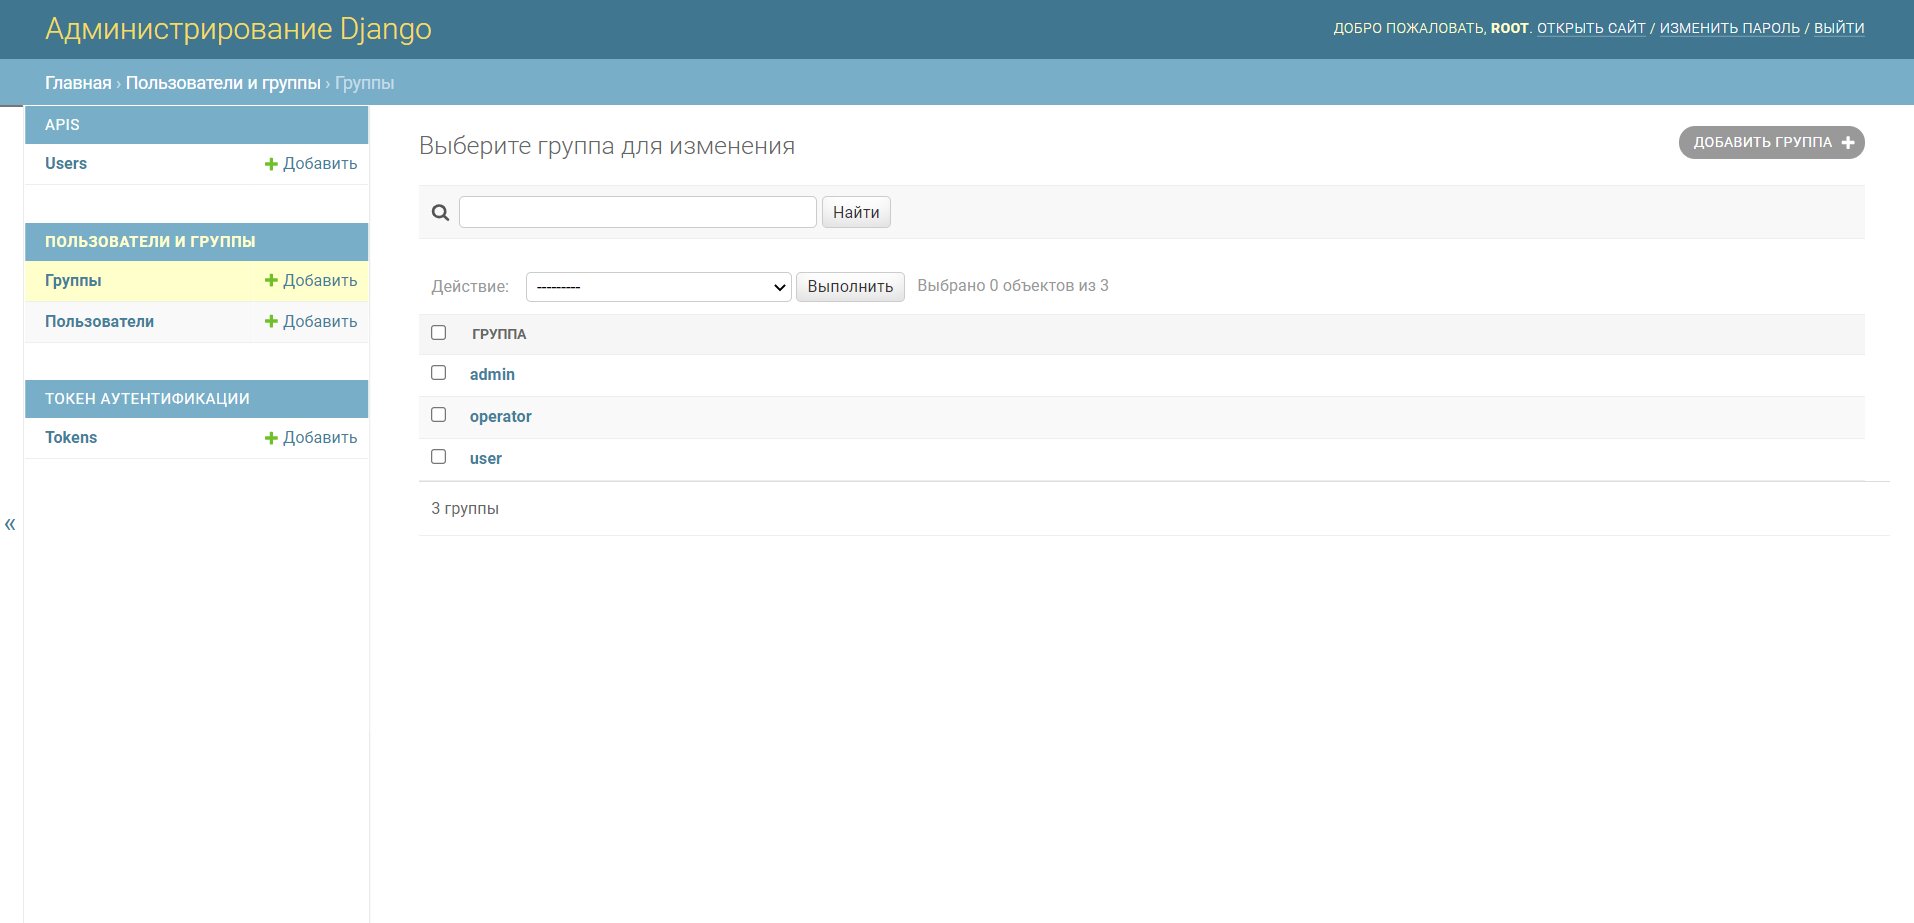 Администрирование Django
ДОБРО ПОЖАЛОВАТЬ, ROOT. ОТКРЫТЬ САЙТ / ИЗМЕНИТЬ ПАРОЛЬ / ВЫЙТИ
Главная › Пользователи и группы › Группы
APIS
Users Добавить
ПОЛЬЗОВАТЕЛИ И ГРУППЫ
Группы Добавить
Пользователи Добавить
ТОКЕН АУТЕНТИФИКАЦИИ
Tokens Добавить
«
Выберите группа для изменения
ДОБАВИТЬ ГРУППА
Найти
Действие: --------- Выполнить Выбрано 0 объектов из 3
ГРУППА
admin
operator
user
3 группы